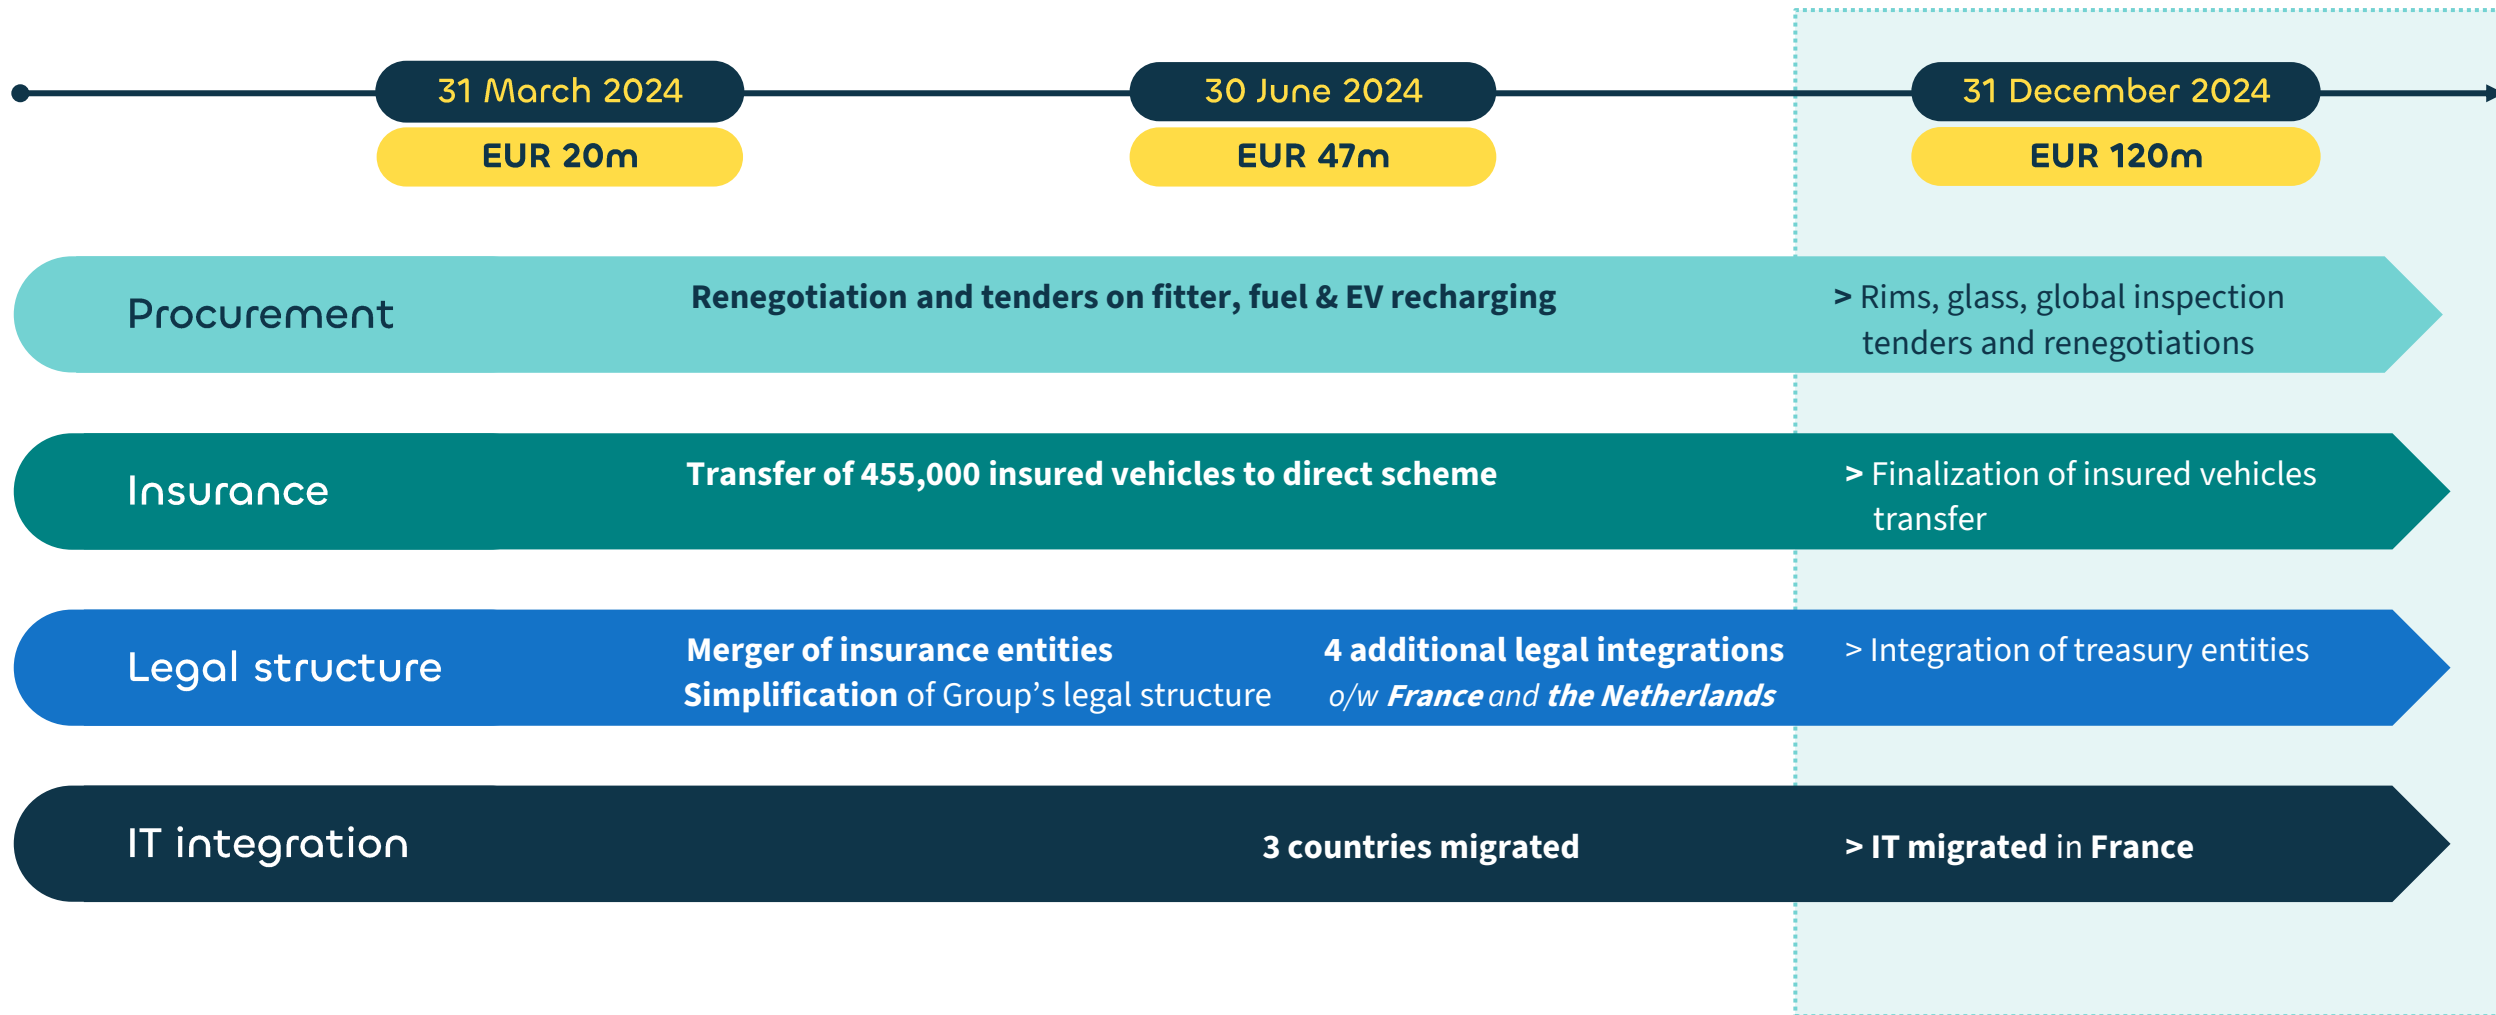 31 March 2024
30 June 2024
31 December 2024
EUR 20m
EUR 47m
EUR 120m
Procurement
Renegotiation and tenders on fitter, fuel & EV recharging
> Rims, glass, global inspection
tenders and renegotiations
Insurance
Transfer of 455,000 insured vehicles to direct scheme
> Finalization of insured vehicles
transfer
Legal structure
Merger of insurance entities
Simplification of Group’s legal structure
4 additional legal integrations
o/w France and the Netherlands
> Integration of treasury entities
IT integration
3 countries migrated
> IT migrated in France